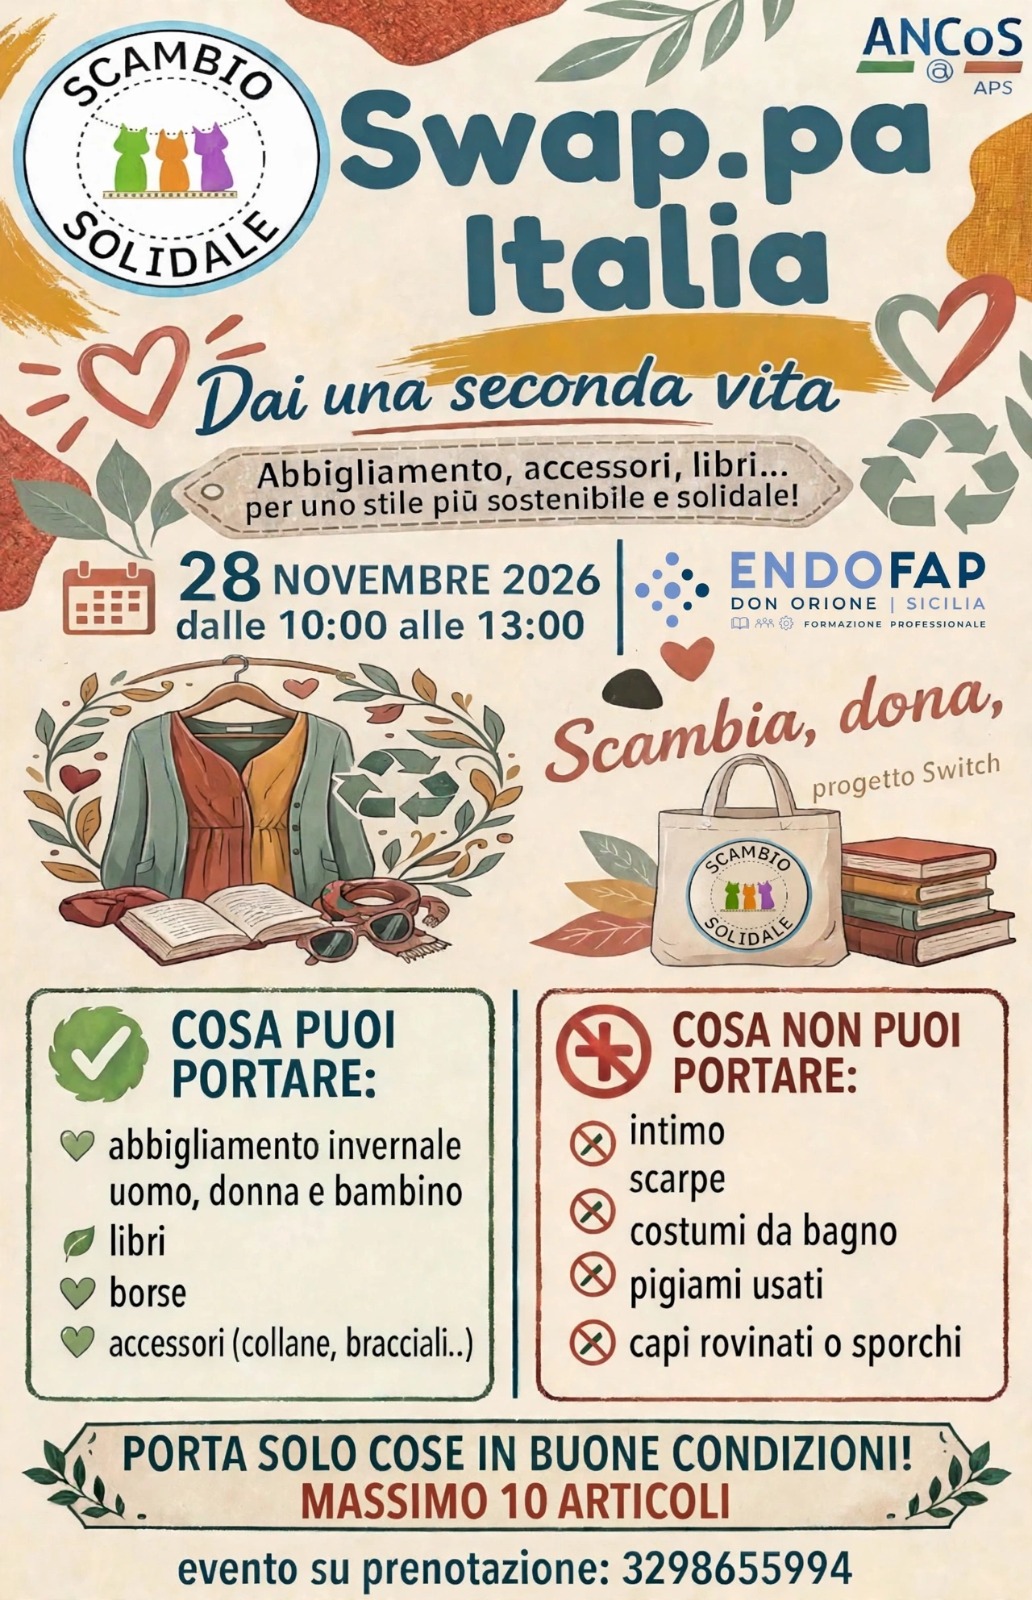 SCAMBIO
SOLIDALE
ANCoS
@
APS
Swap.pa
Italia
Dai una seconda vita
Abbigliamento, accessori, libri...
per uno stile più sostenibile e solidale!
28 NOVEMBRE 2026
dalle 10:00 alle 13:00
ENDOFAP
DON ORIONE | SICILIA
FORMAZIONE PROFESSIONALE
Scambia, dona,
progetto Switch
SCAMBIO
SOLIDALE
COSA PUOI
PORTARE:
abbigliamento invernale
uomo, donna e bambino
libri
borse
accessori (collane, bracciali..)
COSA NON PUOI
PORTARE:
intimo
scarpe
costumi da bagno
pigiami usati
capi rovinati o sporchi
PORTA SOLO COSE IN BUONE CONDIZIONI!
MASSIMO 10 ARTICOLI
evento su prenotazione: 3298655994